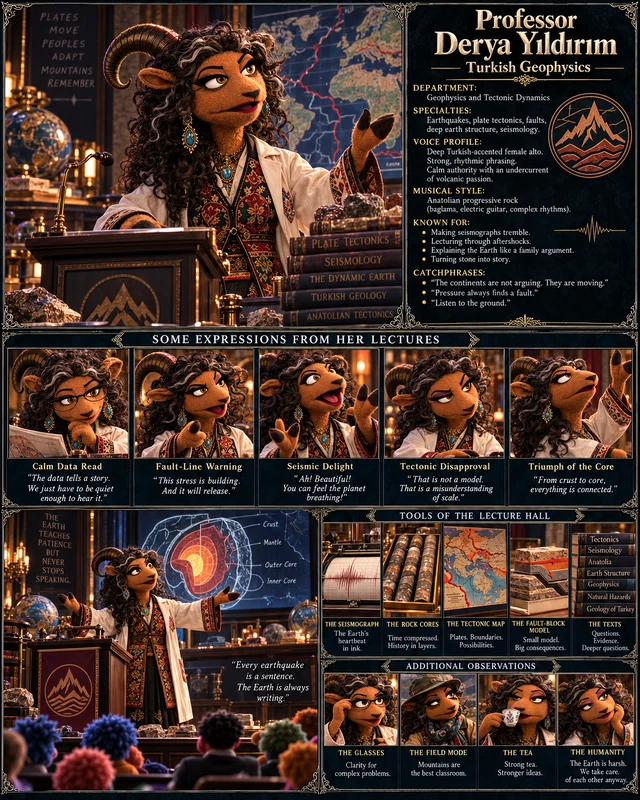 PLATES
MOVE
PEOPLES
ADAPT
MOUNTAINS
REMEMBER
PLATE TECTONICS
SEISMOLOGY
THE DYNAMIC EARTH
TURKISH GEOLOGY
ANATOLIAN TECTONICS
Professor
Derya Yıldırım
Turkish Geophysics
DEPARTMENT:
Geophysics and Tectonic Dynamics
SPECIALTIES:
Earthquakes, plate tectonics, faults,
deep earth structure, seismology.
VOICE PROFILE:
Deep Turkish-accented female alto.
Strong, rhythmic phrasing.
Calm authority with an undercurrent
of volcanic passion.
MUSICAL STYLE:
Anatolian progressive rock
(baglama, electric guitar, complex rhythms).
KNOWN FOR:
• Making seismographs tremble.
• Lecturing through aftershocks.
• Explaining the Earth like a family argument.
• Turning stone into story.
CATCHPHRASES:
• "The continents are not arguing. They are moving."
• "Pressure always finds a fault."
• "Listen to the ground."
SOME EXPRESSIONS FROM HER LECTURES
Calm Data Read
"The data tells a story.
We just have to be quiet
enough to hear it."
Fault-Line Warning
"This stress is building.
And it will release."
Seismic Delight
"Ah! Beautiful!
You can feel the planet
breathing!"
Tectonic Disapproval
"That is not a model.
That is a misunderstanding
of scale."
Triumph of the Core
"From crust to core,
everything is connected."
THE
EARTH
TEACHES
PATIENCE
BUT
NEVER
STOPS
SPEAKING.
Crust
Mantle
Outer Core
Inner Core
"Every earthquake
is a sentence.
The Earth is always
writing."
TOOLS OF THE LECTURE HALL
Tectonics
Seismology
Anatolia
Earth Structure
Geophysics
Natural Hazards
Geology of Turkey
THE SEISMOGRAPH
The Earth's
heartbeat
in ink.
THE ROCK CORES
Time compressed.
History in layers.
THE TECTONIC MAP
Plates. Boundaries.
Possibilities.
THE FAULT-BLOCK
MODEL
Small model.
Big consequences.
THE TEXTS
Questions.
Evidence.
Deeper questions.
ADDITIONAL OBSERVATIONS
THE GLASSES
Clarity for
complex problems.
THE FIELD MODE
Mountains are
the best classroom.
THE TEA
Strong tea.
Stronger ideas.
THE HUMANITY
The Earth is harsh.
We take care
of each other anyway.